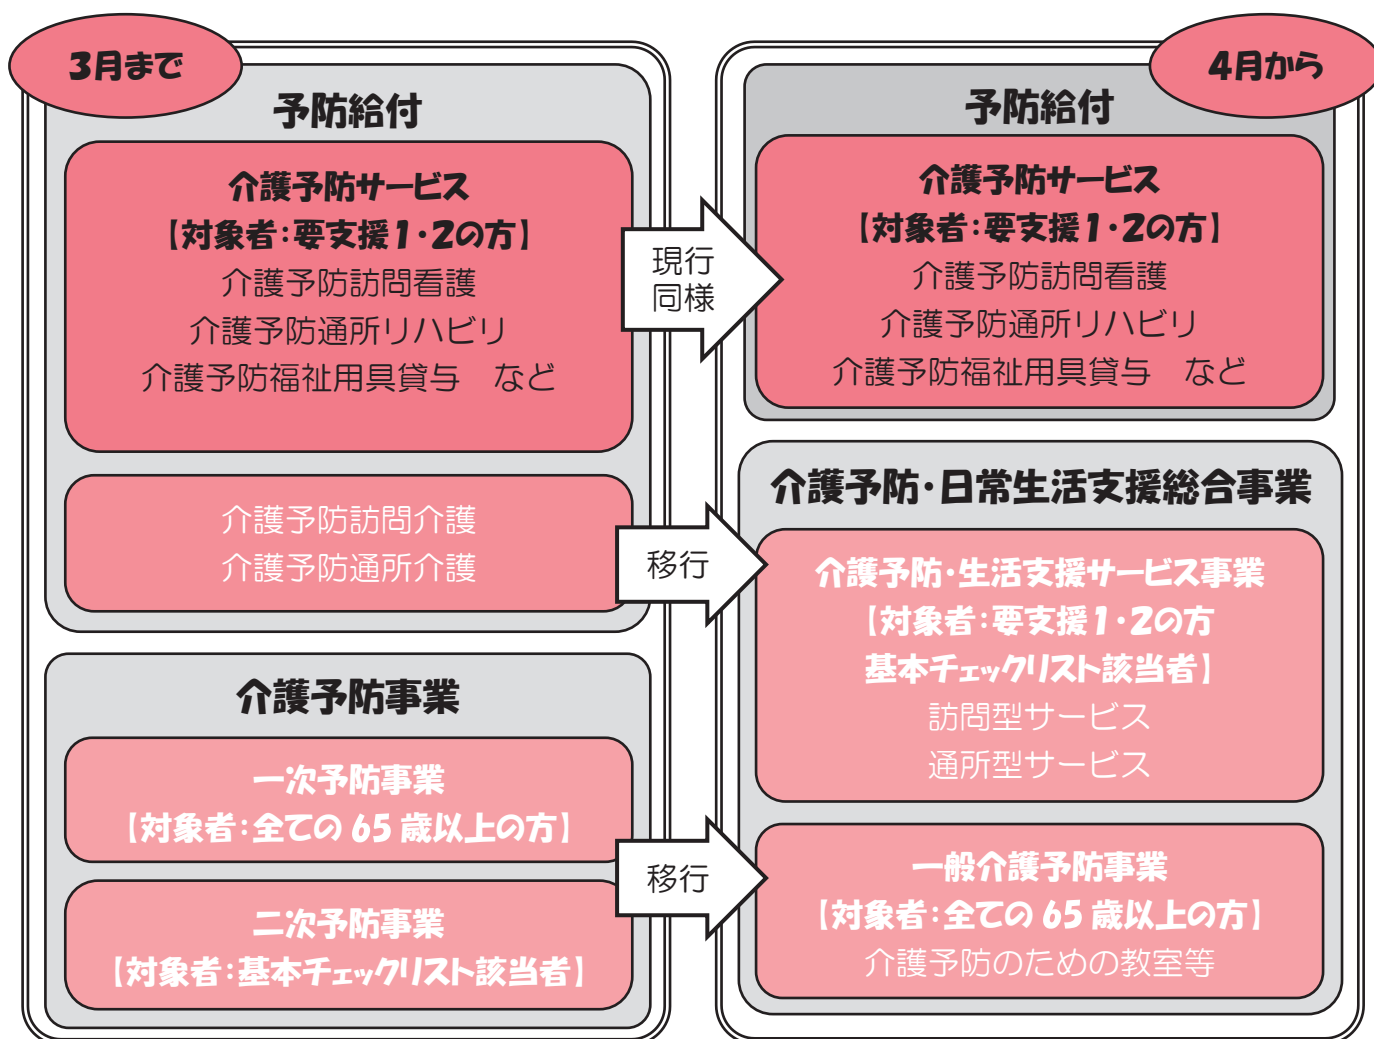 3月まで
予防給付
介護予防サービス
【対象者：要支援1・2の方】
介護予防訪問看護
介護予防通所リハビリ
介護予防福祉用具貸与　など
介護予防訪問介護
介護予防通所介護
介護予防事業
一次予防事業
【対象者：全ての 65 歳以上の方】
二次予防事業
【対象者：基本チェックリスト該当者】
現行
同様
移行
移行
4月から
予防給付
介護予防サービス
【対象者：要支援1・2の方】
介護予防訪問看護
介護予防通所リハビリ
介護予防福祉用具貸与　など
介護予防・日常生活支援総合事業
介護予防・生活支援サービス事業
【対象者：要支援1・2の方
基本チェックリスト該当者】
訪問型サービス
通所型サービス
一般介護予防事業
【対象者：全ての 65 歳以上の方】
介護予防のための教室等